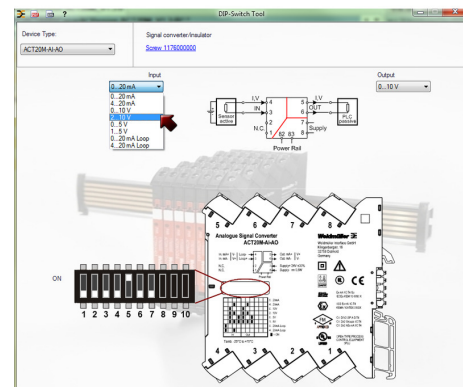 DIP-Switch Tool
?
Device Type:
ACT20M-AI-AO
Signal converter/insulator
Screw 1176000000
Input
0...20 mA
0...20 mA
4...20 mA
0...10 V
2...10 V
0...5 V
1...5 V
0...20 mA Loop
4...20 mA Loop
Output
0...10 V
Sensor
active
I,V
IN
N.C.
4
3
2
1
82 83
5
6
7
8
I,V
OUT
Supply
PLC
passive
Power Rail
5 6 7 8
Analogue Signal Converter
ACT20M-AI-AO
Weidmüller
ON
1 2 3 4 5 6 7 8 9 10
FM
4 3 2 1